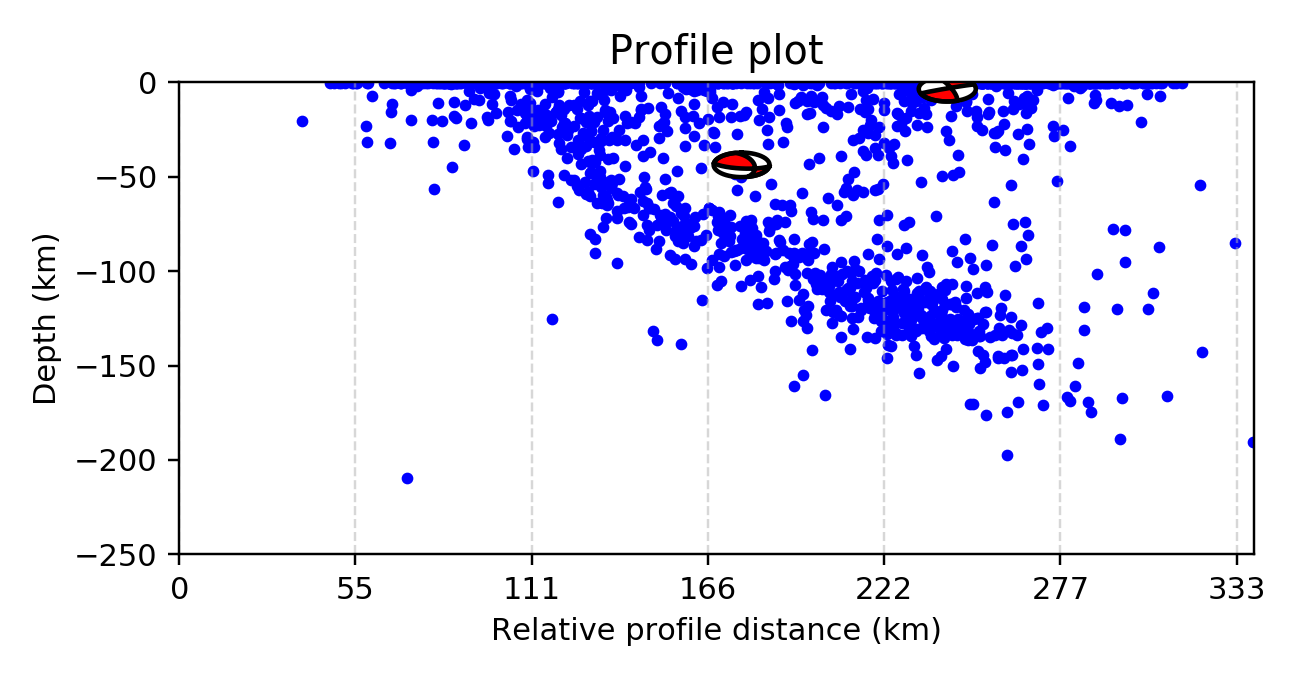 Profile plot
0
−50
−100
−150
−200
−250
Depth (km)
0 55 111 166 222 277 333
Relative profile distance (km)